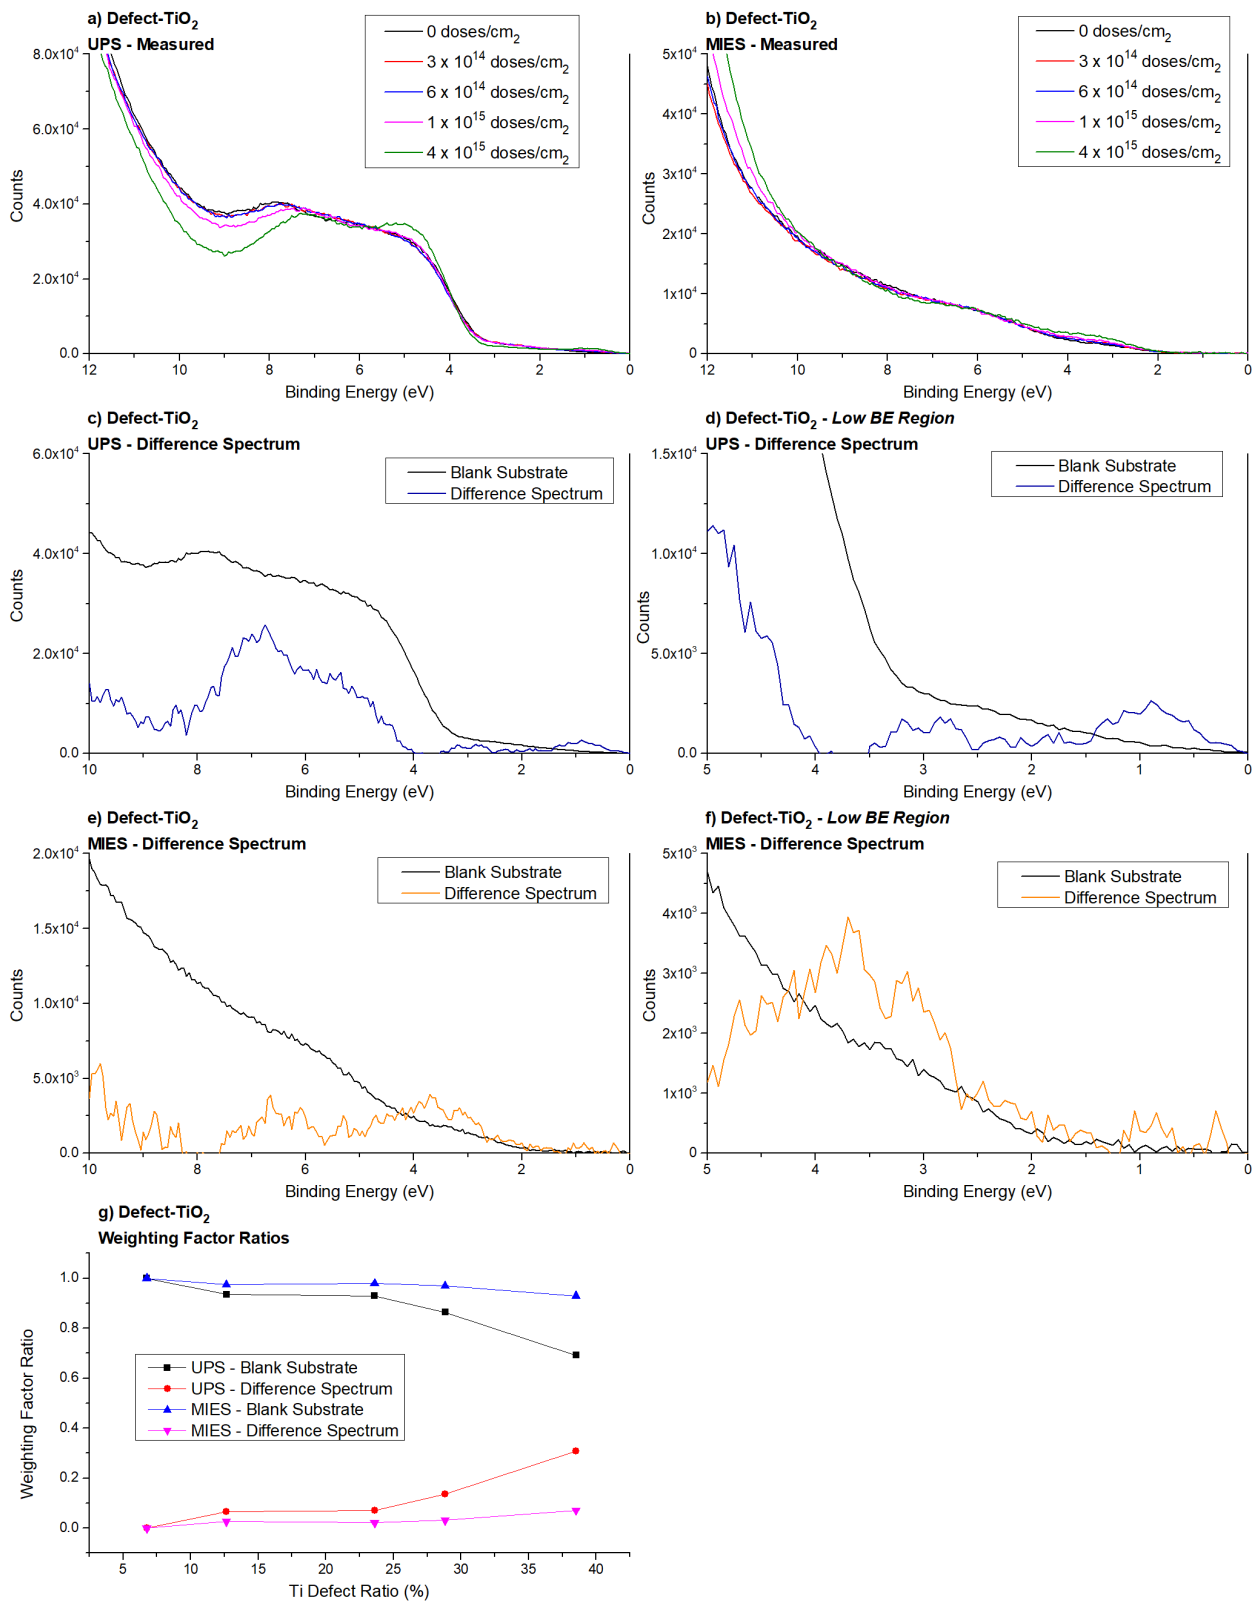 a) Defect-TiO2
UPS - Measured
0 doses/cm2
3 x 10^14 doses/cm2
6 x 10^14 doses/cm2
1 x 10^15 doses/cm2
4 x 10^15 doses/cm2
8.0x10^4
6.0x10^4
4.0x10^4
2.0x10^4
0.0
Counts
12 10 8 6 4 2 0
Binding Energy (eV)
b) Defect-TiO2
MIES - Measured
0 doses/cm2
3 x 10^14 doses/cm2
6 x 10^14 doses/cm2
1 x 10^15 doses/cm2
4 x 10^15 doses/cm2
5x10^4
4x10^4
3x10^4
2x10^4
1x10^4
0
Counts
12 10 8 6 4 2 0
Binding Energy (eV)
c) Defect-TiO2
UPS - Difference Spectrum
Blank Substrate
Difference Spectrum
6.0x10^4
4.0x10^4
2.0x10^4
0.0
Counts
10 8 6 4 2 0
Binding Energy (eV)
d) Defect-TiO2 - Low BE Region
UPS - Difference Spectrum
Blank Substrate
Difference Spectrum
1.5x10^4
1.0x10^4
5.0x10^3
0.0
Counts
5 4 3 2 1 0
Binding Energy (eV)
e) Defect-TiO2
MIES - Difference Spectrum
Blank Substrate
Difference Spectrum
2.0x10^4
1.5x10^4
1.0x10^4
5.0x10^3
0.0
Counts
10 8 6 4 2 0
Binding Energy (eV)
f) Defect-TiO2 - Low BE Region
MIES - Difference Spectrum
Blank Substrate
Difference Spectrum
5x10^3
4x10^3
3x10^3
2x10^3
1x10^3
0
Counts
5 4 3 2 1 0
Binding Energy (eV)
g) Defect-TiO2
Weighting Factor Ratios
1.0
0.8
0.6
0.4
0.2
0.0
Weighting Factor Ratio
UPS - Blank Substrate
UPS - Difference Spectrum
MIES - Blank Substrate
MIES - Difference Spectrum
5 10 15 20 25 30 35 40
Ti Defect Ratio (%)